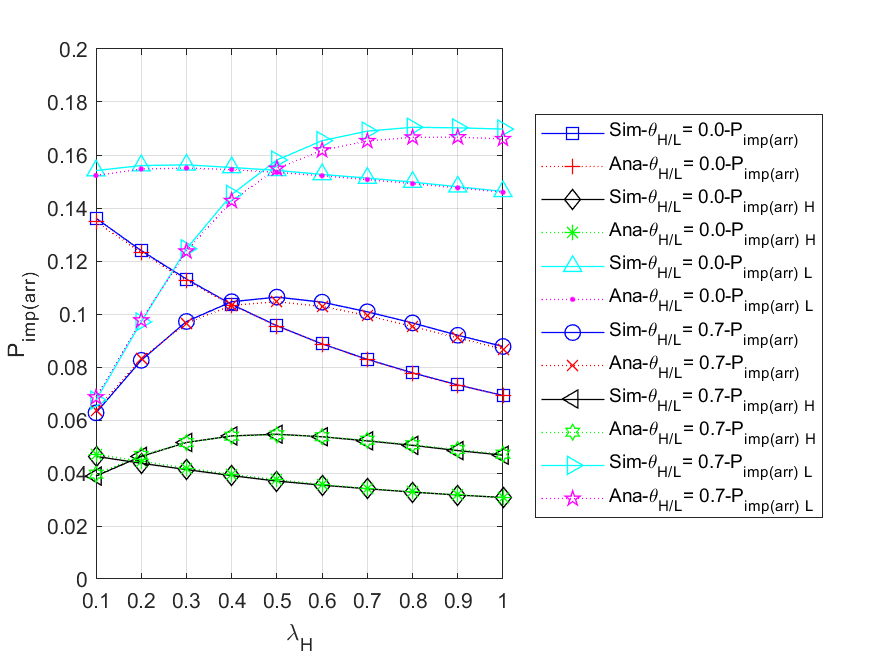 0.2
0.18
0.16
0.14
0.12
0.1
0.08
0.06
0.04
0.02
0
P_imp(arr)
0.1 0.2 0.3 0.4 0.5 0.6 0.7 0.8 0.9 1
λ_H
Sim-θ_H/L= 0.0-P_imp(arr)
Ana-θ_H/L= 0.0-P_imp(arr)
Sim-θ_H/L= 0.0-P_imp(arr) H
Ana-θ_H/L= 0.0-P_imp(arr) H
Sim-θ_H/L= 0.0-P_imp(arr) L
Ana-θ_H/L= 0.0-P_imp(arr) L
Sim-θ_H/L= 0.7-P_imp(arr)
Ana-θ_H/L= 0.7-P_imp(arr)
Sim-θ_H/L= 0.7-P_imp(arr) H
Ana-θ_H/L= 0.7-P_imp(arr) H
Sim-θ_H/L= 0.7-P_imp(arr) L
Ana-θ_H/L= 0.7-P_imp(arr) L